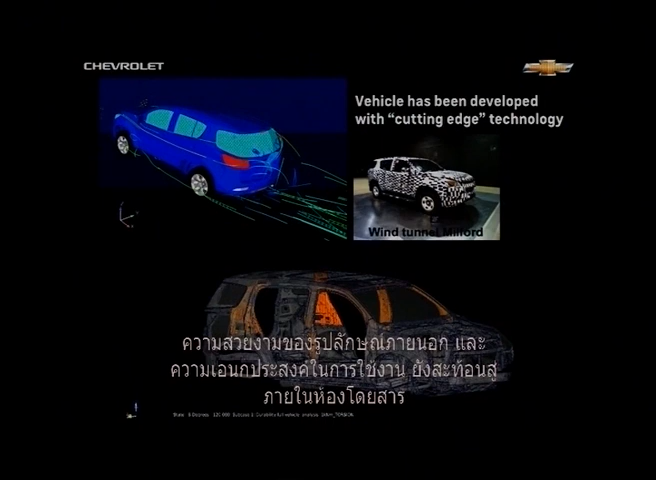 CHEVROLET
Vehicle has been developed
with “cutting edge” technology
Wind tunnel Milford
ความสวยงามของรูปลักษณ์ภายนอก และ
ความเอนกประสงค์ในการใช้งาน ยังสะท้อนสู่
ภายในห้องโดยสาร